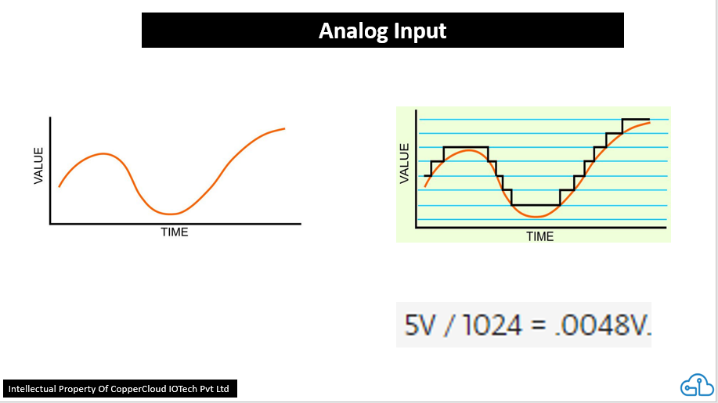 Analog Input
VALUE
TIME
VALUE
TIME
5V / 1024 = .0048V.
Intellectual Property Of CopperCloud IOTech Pvt Ltd